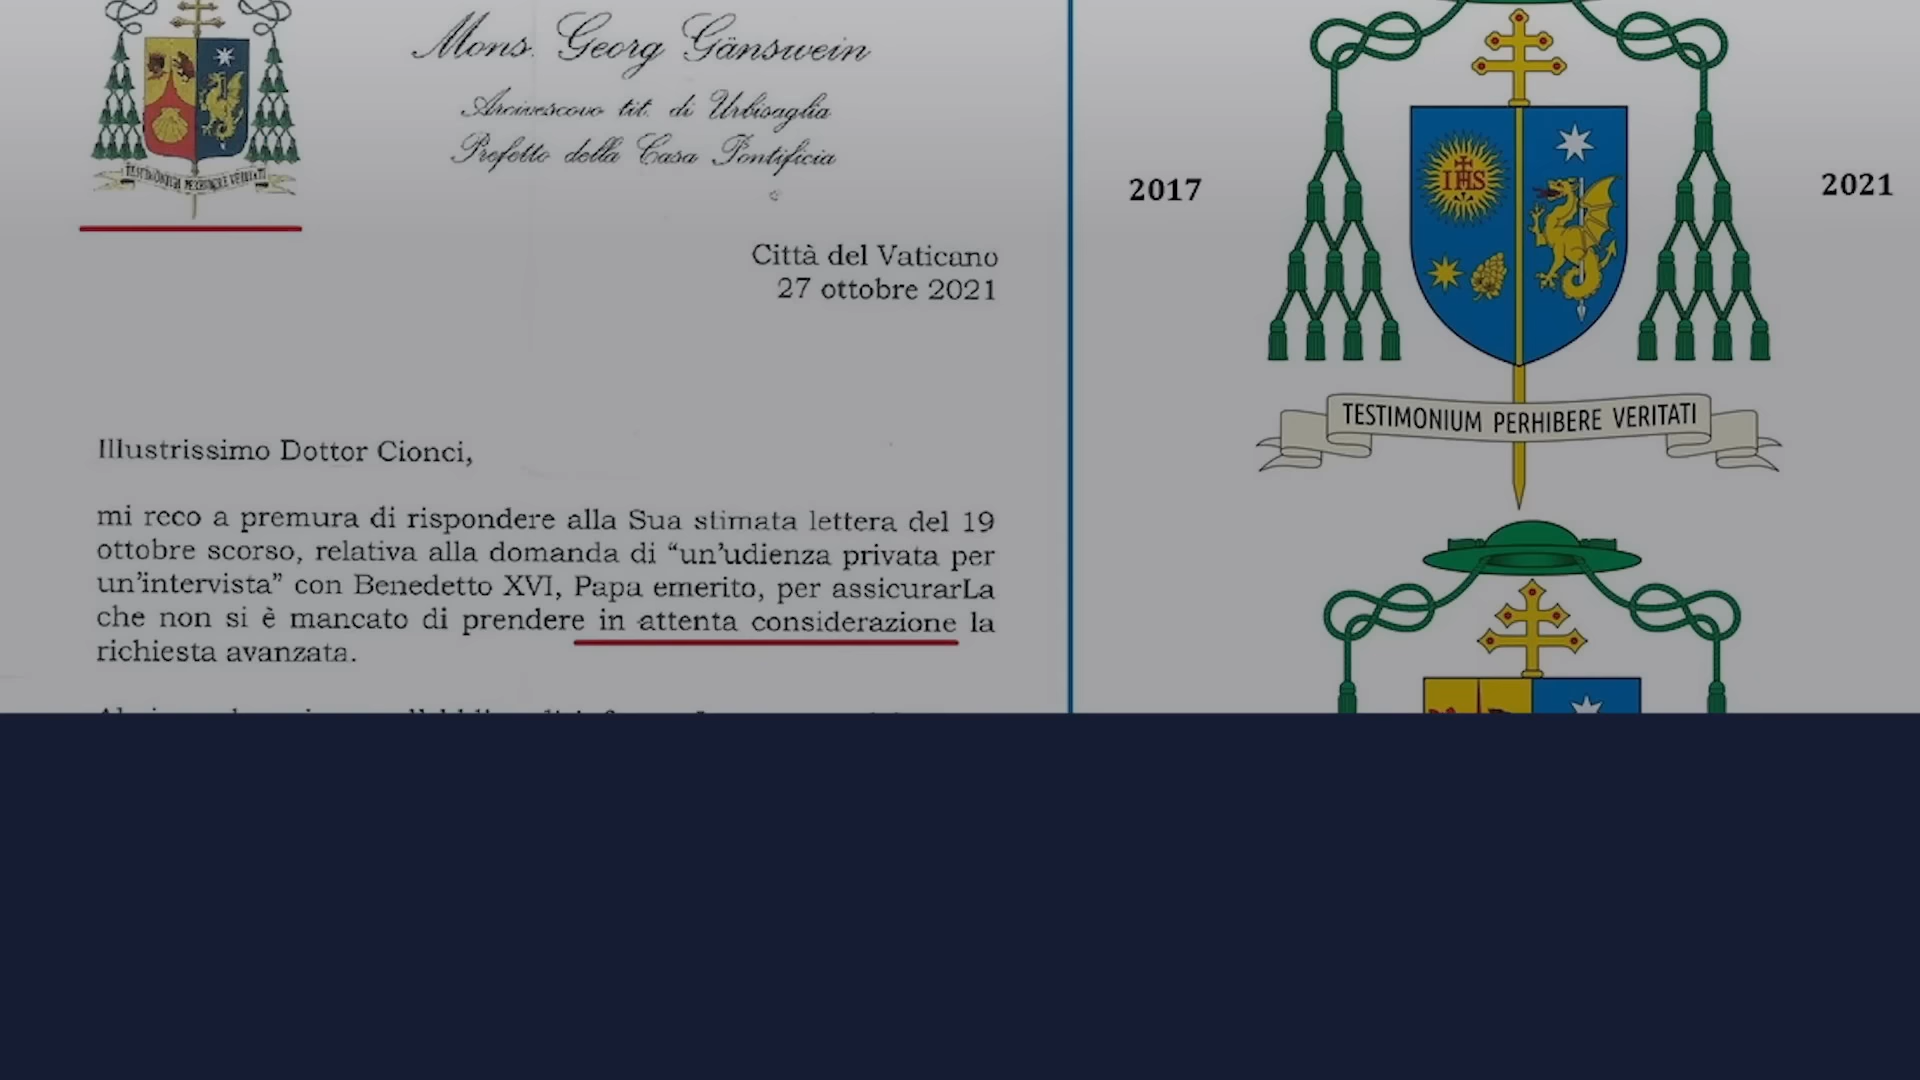 Mons. Georg Gänswein
Arcivescovo tit. di Urbisaglia
Prefetto della Casa Pontificia
TESTIMONIUM PERHIBERE VERITATI
Città del Vaticano
27 ottobre 2021
Illustrissimo Dottor Cionci,
mi reco a premura di rispondere alla Sua stimata lettera del 19
ottobre scorso, relativa alla domanda di “un’udienza privata per
un’intervista” con Benedetto XVI, Papa emerito, per assicurarLa
che non si è mancato di prendere in attenta considerazione la
richiesta avanzata.
2017
2021
IHS
TESTIMONIUM PERHIBERE VERITATI